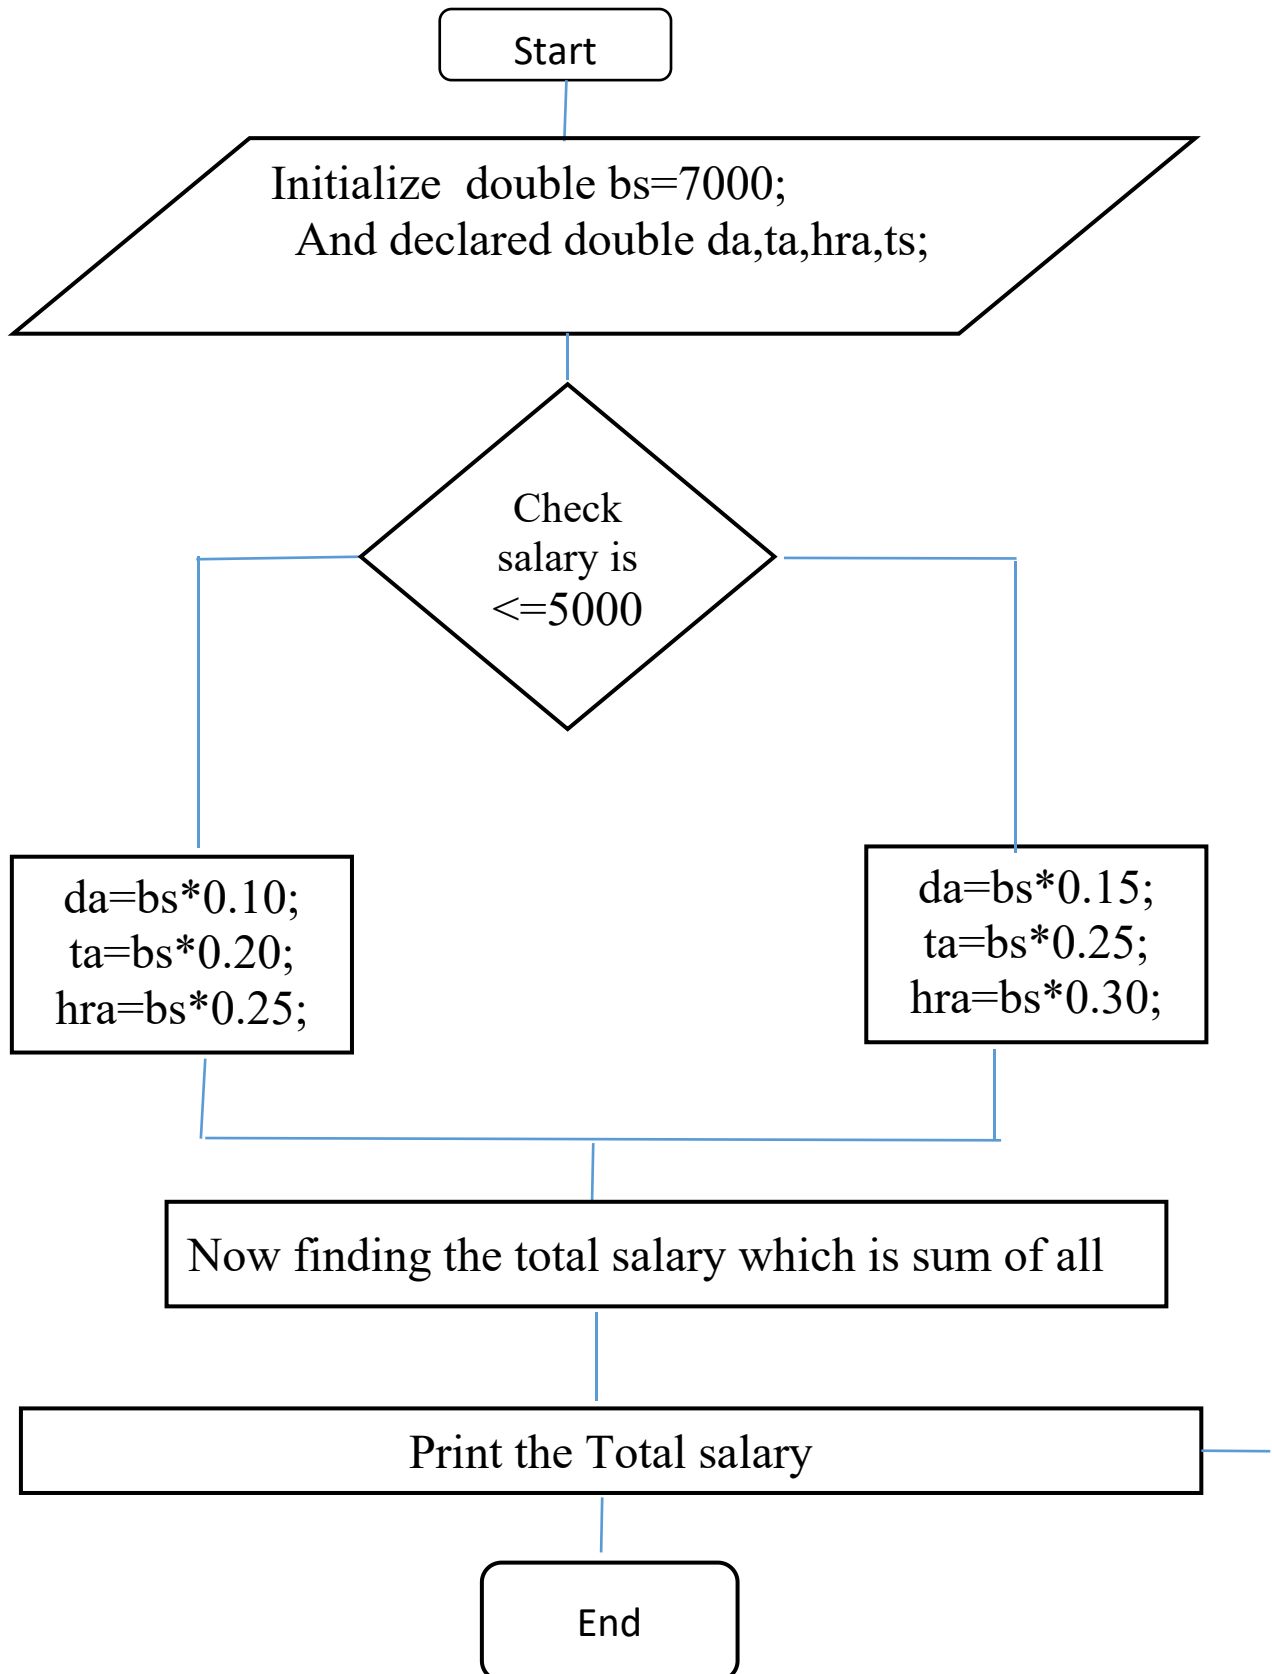 Start
Initialize  double bs=7000;
And declared double da,ta,hra,ts;
Check
salary is
<=5000
da=bs*0.10;
ta=bs*0.20;
hra=bs*0.25;
da=bs*0.15;
ta=bs*0.25;
hra=bs*0.30;
Now finding the total salary which is sum of all
Print the Total salary
End